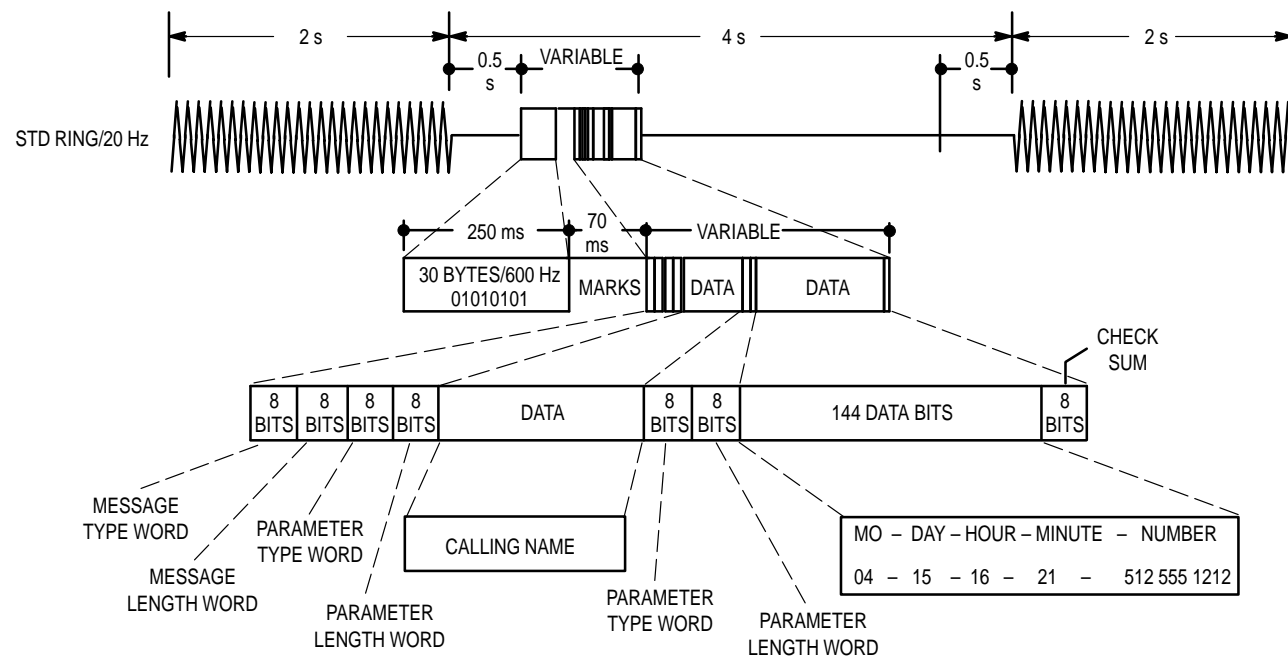 2 s
4 s
2 s
0.5
s
VARIABLE
0.5
s
STD RING/20 Hz
250 ms
70
ms
VARIABLE
30 BYTES/600 Hz
01010101
MARKS
DATA
DATA
CHECK
SUM
8
BITS
8
BITS
8
BITS
8
BITS
DATA
8
BITS
8
BITS
144 DATA BITS
8
BITS
MESSAGE
TYPE WORD
MESSAGE
LENGTH WORD
PARAMETER
TYPE WORD
PARAMETER
LENGTH WORD
CALLING NAME
PARAMETER
TYPE WORD
PARAMETER
LENGTH WORD
MO – DAY – HOUR – MINUTE – NUMBER
04 – 15 – 16 – 21 – 512 555 1212